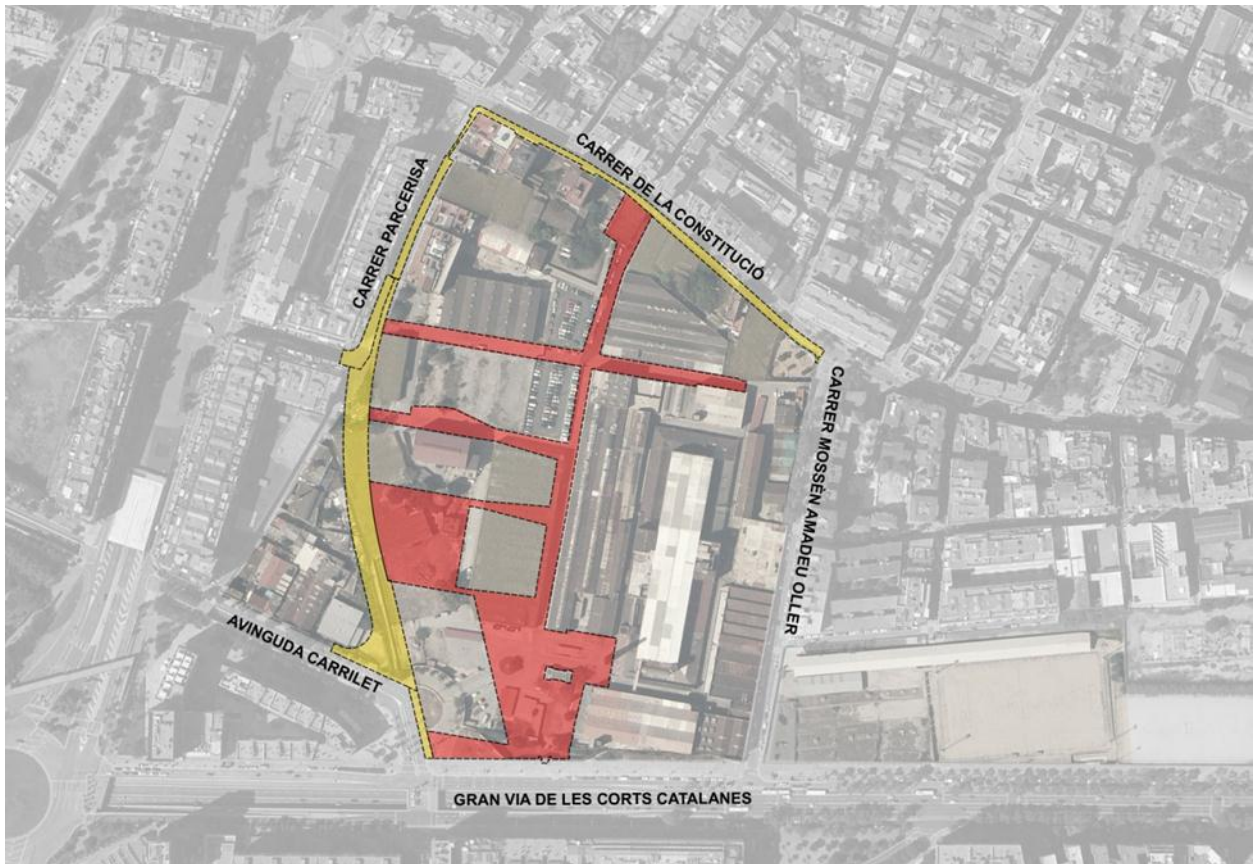 CARRER DE LA CONSTITUCIÓ
CARRER PARCERISA
CARRER MOSSÈN AMADEU OLLER
AVINGUDA CARRILET
GRAN VIA DE LES CORTS CATALANES